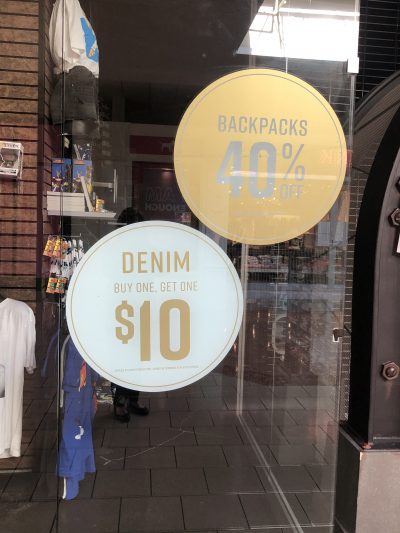 BACKPACKS
40%
OFF
DENIM
BUY ONE, GET ONE
$10